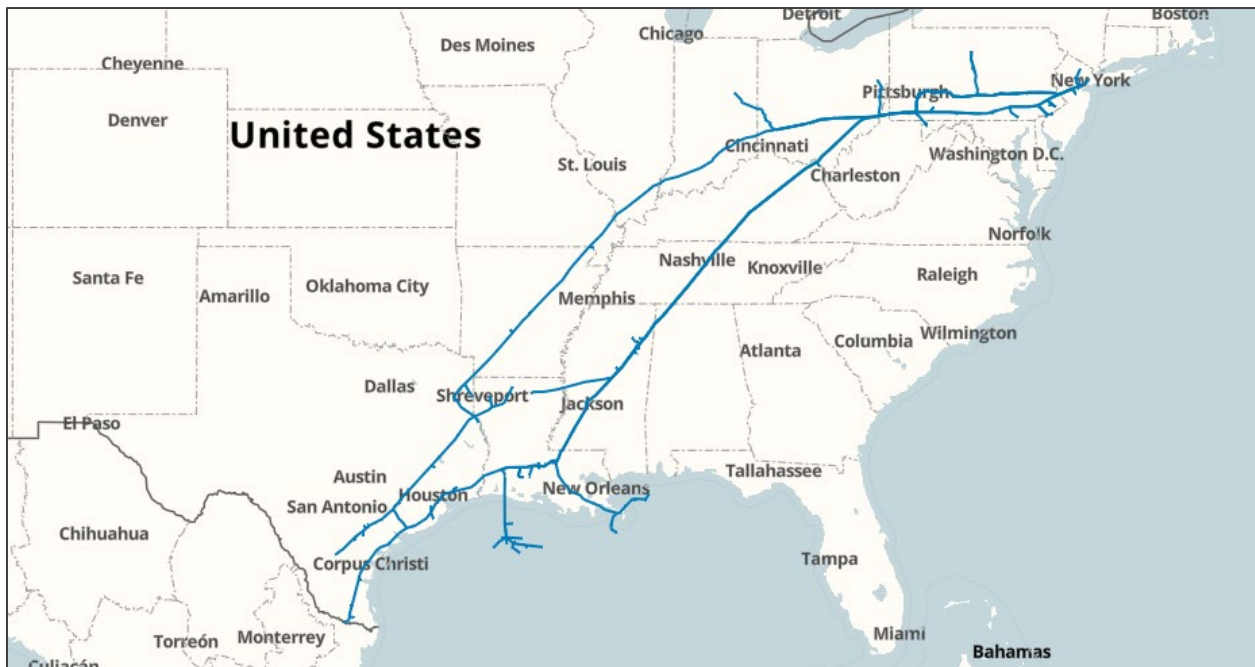 Detroit
Boston
Chicago
Des Moines
Cheyenne
New York
Pittsburgh
Denver
United States
Cincinnati
Washington D.C.
St. Louis
Charleston
Norfolk
Nashville
Knoxville
Raleigh
Santa Fe
Oklahoma City
Amarillo
Memphis
Wilmington
Columbia
Atlanta
Dallas
Shreveport
Jackson
El Paso
Tallahassee
Austin
New Orleans
Houston
San Antonio
Chihuahua
Tampa
Corpus Christi
Miami
Monterrey
Torreón
Bahamas
Culiacán